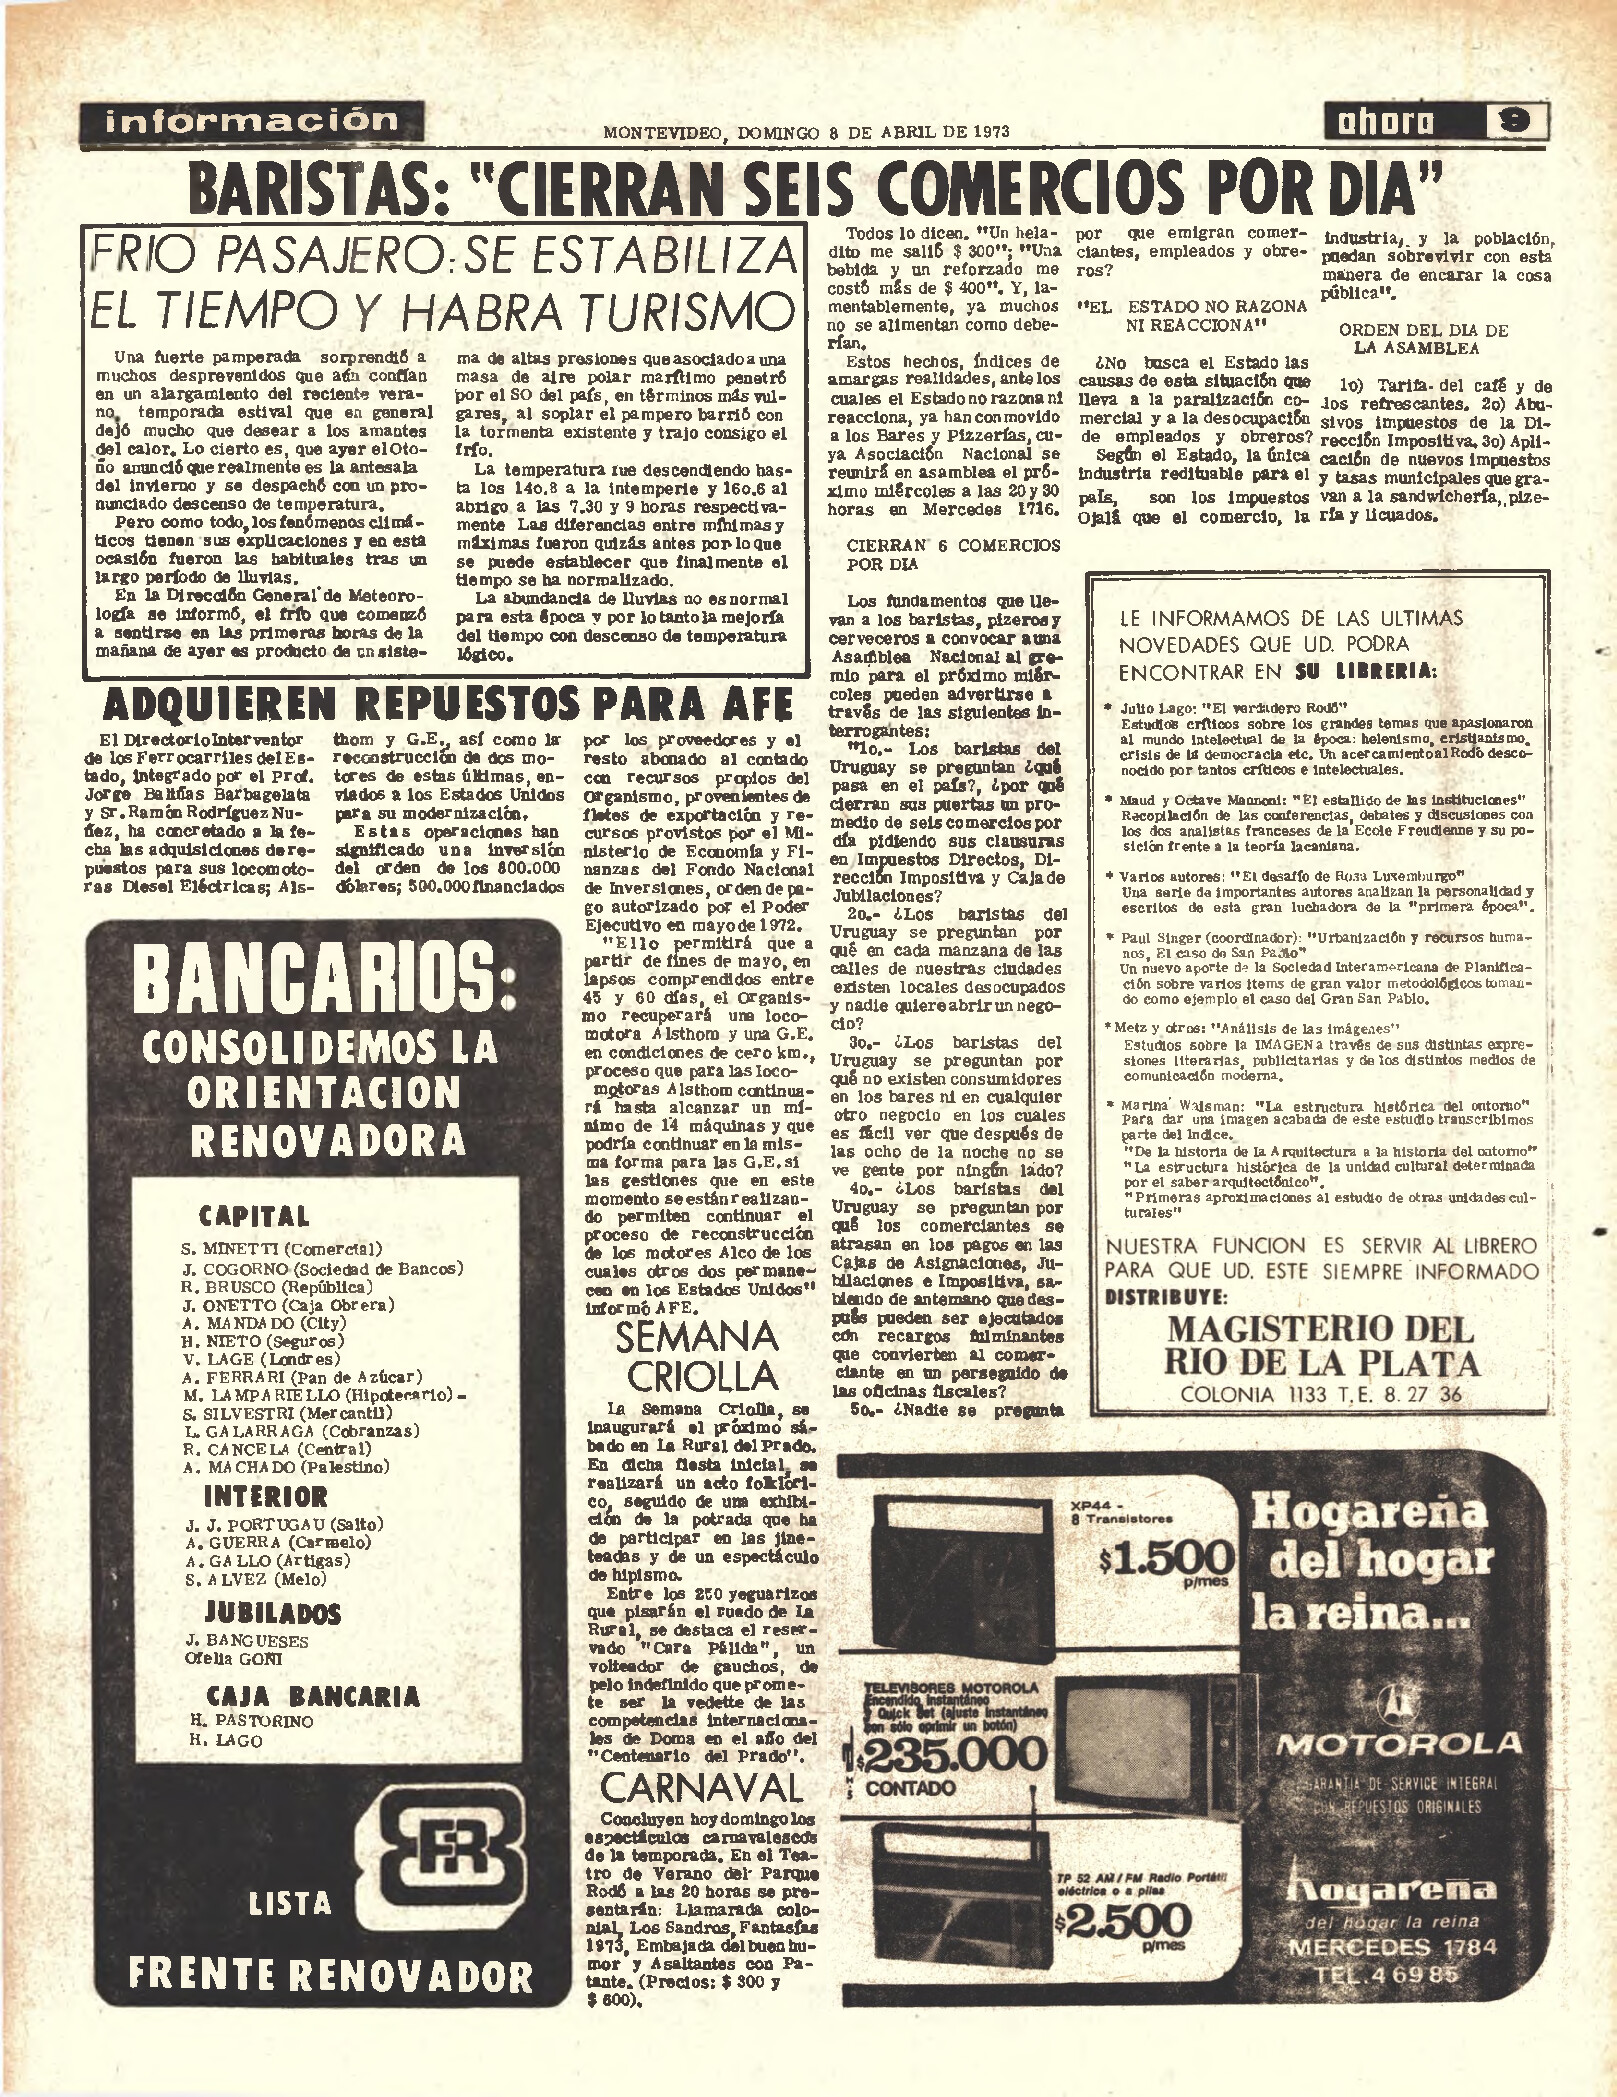 información
MONTEVIDEO, DOMINGO 8 DE ABRIL DE 1973
ahora 9
BARISTAS: "CIERRAN SEIS COMERCIOS POR DIA"
FRIO PASAJERO: SE ESTABILIZA
EL TIEMPO Y HABRA TURISMO
Una fuerte pamperada sorprendió a
muchos desprevenidos que aún confían
en un alargamiento del reciente vera-
no, temporada estival que en general
dejó mucho que desear a los amantes
del calor. Lo cierto es, que ayer el Oto-
ño anunció que realmente es la antesala
del invierno y se despachó con un pro-
nunciado descenso de temperatura.
Pero como todo, los fenómenos climá-
ticos tienen sus explicaciones y en esta
ocasión fueron las habituales tras un
largo período de lluvias.
En la Dirección General de Meteoro-
logía se informó, el frío que comenzó
a sentirse en las primeras horas de la
mañana de ayer es producto de un siste-
ma de altas presiones que asociado a una
masa de aire polar marítimo penetró
por el SO del país, en términos más vul-
gares, al soplar el pampero barrió con
la tormenta existente y trajo consigo el
frío.
La temperatura fue descendiendo has-
ta los 14o.8 a la intemperie y 16o.6 al
abrigo a las 7.30 y 9 horas respectiva-
mente Las diferencias entre mínimas y
máximas fueron quizás antes por lo que
se puede establecer que finalmente el
tiempo se ha normalizado.
La abundancia de lluvias no es normal
para esta época y por lo tanto la mejoría
del tiempo con descenso de temperatura
lógico.
ADQUIEREN REPUESTOS PARA AFE
El Directorio Interventor
de los Ferrocarriles del Es-
tado, integrado por el Prof.
Jorge Baliñas Barbagelata
y Sr. Ramón Rodríguez Nu-
ñez, ha concretado a la fe-
cha las adquisiciones de re-
puestos para sus locomoto-
ras Diesel Eléctricas; Als-
thom y G.E., así como la
reconstrucción de dos mo-
tores de estas últimas, en-
viados a los Estados Unidos
para su modernización.
Estas operaciones han
significado una inversión
del orden de los 800.000
dólares; 500.000 financiados
por los proveedores y el
resto abonado al contado
con recursos propios del
Organismo, provenientes de
fletes de exportación y re-
cursos provistos por el Mi-
nisterio de Economía y Fi-
nanzas del Fondo Nacional
de Inversiones, orden de pa-
go autorizado por el Poder
Ejecutivo en mayo de 1972.
"Ello permitirá que a
partir de fines de mayo, en
lapsos comprendidos entre
45 y 60 días, el Organis-
mo recuperará una loco-
motora Alsthom y una G.E.
en condiciones de cero km.,
proceso que para las loco-
motoras Alsthom continua-
rá hasta alcanzar un mí-
nimo de 14 máquinas y que
podría continuar en la mis-
ma forma para las G.E. si
las gestiones que en este
momento se están realizan-
do permiten continuar el
proceso de reconstrucción
de los motores Alco de los
cuales otros dos permane-
cen en los Estados Unidos"
informó AFE.
BANCARIOS:
CONSOLIDEMOS LA
ORIENTACION
RENOVADORA
CAPITAL
S. MINETTI (Comercial)
J. COGORNO (Sociedad de Bancos)
R. BRUSCO (República)
J. ONETTO (Caja Obrera)
A. MANDADO (City)
H. NIETO (Seguros)
V. LAGE (Londres)
A. FERRARI (Pan de Azúcar)
M. LAMPARIELLO (Hipotecario) -
S. SILVESTRI (Mercantil)
L. GALARRAGA (Cobranzas)
R. CANCELA (Central)
A. MACHADO (Palestino)
INTERIOR
J. J. PORTUGAU (Salto)
A. GUERRA (Carmelo)
A. GALLO (Artigas)
S. ALVEZ (Melo)
JUBILADOS
J. BANGUESES
Ofelia GOÑI
CAJA BANCARIA
H. PASTORINO
H. LAGO
LISTA
FR
FRENTE RENOVADOR
SEMANA
CRIOLLA
La Semana Criolla, se
inaugurará el próximo sá-
bado en La Rural del Prado.
En dicha fiesta inicial, se
realizará un acto folklóri-
co, seguido de una exhibi-
ción de la potrada que ha
de participar en las jine-
teadas y de un espectáculo
de hipismo.
Entre los 250 yeguarizos
que pisarán el ruedo de La
Rural, se destaca el reser-
vado "Cara Pálida", un
volteador de gauchos, de
pelo indefinido que prome-
te ser la vedette de las
competencias internaciona-
les de Doma en el año del
"Centenario del Prado".
CARNAVAL
Concluyen hoy domingo los
espectáculos carnavalescos
de la temporada. En el Tea-
tro de Verano del Parque
Rodó a las 20 horas se pre-
sentarán: Llamarada colo-
nial, Los Sandros, Fantasías
1973, Embajada del buen hu-
mor y Asaltantes con Pa-
tente. (Precios: $ 300 y
$ 600).
Todos lo dicen. "Un hela-
dito me salió $ 300"; "Una
bebida y un reforzado me
costó más de $ 400". Y, la-
mentablemente, ya muchos
no se alimentan como debe-
rían.
Estos hechos, índices de
amargas realidades, ante los
cuales el Estado no razona ni
reacciona, ya han conmovido
a los Bares y Pizzerías, cu-
ya Asociación Nacional se
reunirá en asamblea el pró-
ximo miércoles a las 20 y 30
horas en Mercedes 1716.
CIERRAN 6 COMERCIOS
POR DIA
Los fundamentos que lle-
van a los baristas, pizeros y
cerveceros a convocar a una
Asamblea Nacional al gre-
mio para el próximo miér-
coles pueden advertirse a
través de las siguientes in-
terrogantes:
"1o.- Los baristas del
Uruguay se preguntan ¿qué
pasa en el país?, ¿por qué
cierran sus puertas un pro-
medio de seis comercios por
día pidiendo sus clausuras
en Impuestos Directos, Di-
rección Impositiva y Caja de
Jubilaciones?
2o.- ¿Los baristas del
Uruguay se preguntan por
qué en cada manzana de las
calles de nuestras ciudades
existen locales desocupados
y nadie quiere abrir un nego-
cio?
3o.- ¿Los baristas del
Uruguay se preguntan por
qué no existen consumidores
en los bares ni en cualquier
otro negocio en los cuales
es fácil ver que después de
las ocho de la noche no se
ve gente por ningún lado?
4o.- ¿Los baristas del
Uruguay se preguntan por
qué los comerciantes se
atrasan en los pagos en las
Cajas de Asignaciones, Ju-
bilaciones e Impositiva, sa-
biendo de antemano que des-
pués pueden ser ejecutados
con recargos fulminantes
que convierten al comer-
ciante en un perseguido de
las oficinas fiscales?
5o.- ¿Nadie se pregunta
por que emigran comer-
ciantes, empleados y obre-
ros?
"EL ESTADO NO RAZONA
NI REACCIONA"
¿No busca el Estado las
causas de esta situación que
lleva a la paralización co-
mercial y a la desocupación
de empleados y obreros?
Según el Estado, la única
industria redituable para el
país, son los impuestos
Ojalá que el comercio, la
industria, y la población,
puedan sobrevivir con esta
manera de encarar la cosa
pública".
ORDEN DEL DIA DE
LA ASAMBLEA
1o) Tarifa del café y de
los refrescantes. 2o) Abu-
sivos impuestos de la Di-
rección Impositiva. 3o) Apli-
cación de nuevos impuestos
y tasas municipales que gra-
van a la sandwichería, pize-
ría y licuados.
LE INFORMAMOS DE LAS ULTIMAS
NOVEDADES QUE UD. PODRA
ENCONTRAR EN SU LIBRERIA:
* Julio Lago: "El verdadero Rodó"
Estudios críticos sobre los grandes temas que apasionaron
al mundo intelectual de la época: helenismo, cristianismo,
crisis de la democracia etc. Un acercamiento al Rodó desco-
nocido por tantos críticos e intelectuales.
* Maud y Octave Mannoni: "El estallido de las instituciones"
Recopilación de las conferencias, debates y discusiones con
los dos analistas franceses de la Ecole Freudienne y su po-
sición frente a la teoría lacaniana.
* Varios autores: "El desafío de Rosa Luxemburgo"
Una serie de importantes autores analizan la personalidad y
escritos de esta gran luchadora de la "primera época".
* Paul Singer (coordinador): "Urbanización y recursos huma-
nos, El caso de San Pablo"
Un nuevo aporte de la Sociedad Interamericana de Planifica-
ción sobre varios items de gran valor metodológicos toman-
do como ejemplo el caso del Gran San Pablo.
* Metz y otros: "Análisis de las imágenes"
Estudios sobre la IMAGEN a través de sus distintas expre-
siones literarias, publicitarias y de los distintos medios de
comunicación moderna.
* Marina Waisman: "La estructura histórica del entorno"
Para dar una imagen acabada de este estudio transcribimos
parte del Indice.
"De la historia de la Arquitectura a la historia del entorno"
"La estructura histórica de la unidad cultural determinada
por el saber arquitectónico".
"Primeras aproximaciones al estudio de otras unidades cul-
turales"
NUESTRA FUNCION ES SERVIR AL LIBRERO
PARA QUE UD. ESTE SIEMPRE INFORMADO
DISTRIBUYE:
MAGISTERIO DEL
RIO DE LA PLATA
COLONIA 1133 T.E. 8. 27 36
XP44 -
8 Transistores
$1.500
p/mes
TELEVISORES MOTOROLA
Encendido Instantáneo
y Quick Set (ajuste instantáneo
con sólo oprimir un botón)
$235.000
CONTADO
TP 52 AM/FM Radio Portátil
eléctrica o a pilas
$2.500
p/mes
Hogareña
del hogar
la reina...
MOTOROLA
GARANTIA DE SERVICE INTEGRAL
CON REPUESTOS ORIGINALES
hogareña
del hogar la reina
MERCEDES 1784
TEL. 4 69 85